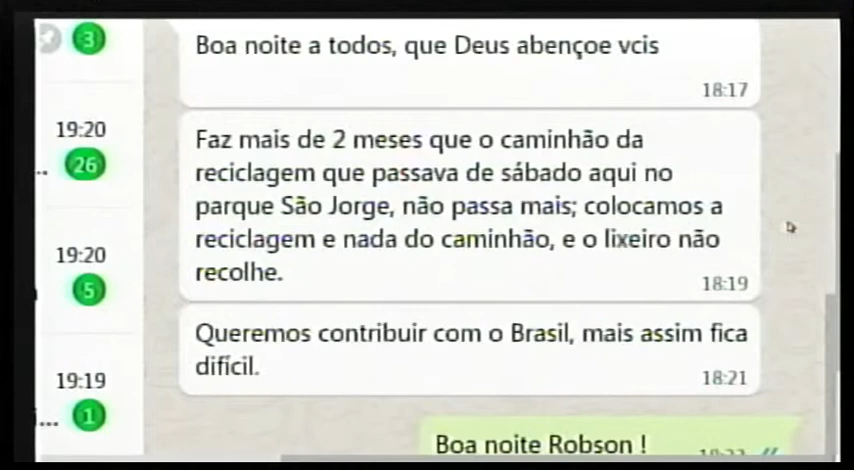 3
Boa noite a todos, que Deus abençoe vcis
18:17
19:20
26
Faz mais de 2 meses que o caminhão da
reciclagem que passava de sábado aqui no
parque São Jorge, não passa mais; colocamos a
reciclagem e nada do caminhão, e o lixeiro não
recolhe.
18:19
19:20
5
Queremos contribuir com o Brasil, mais assim fica
difícil.
18:21
19:19
1
Boa noite Robson !